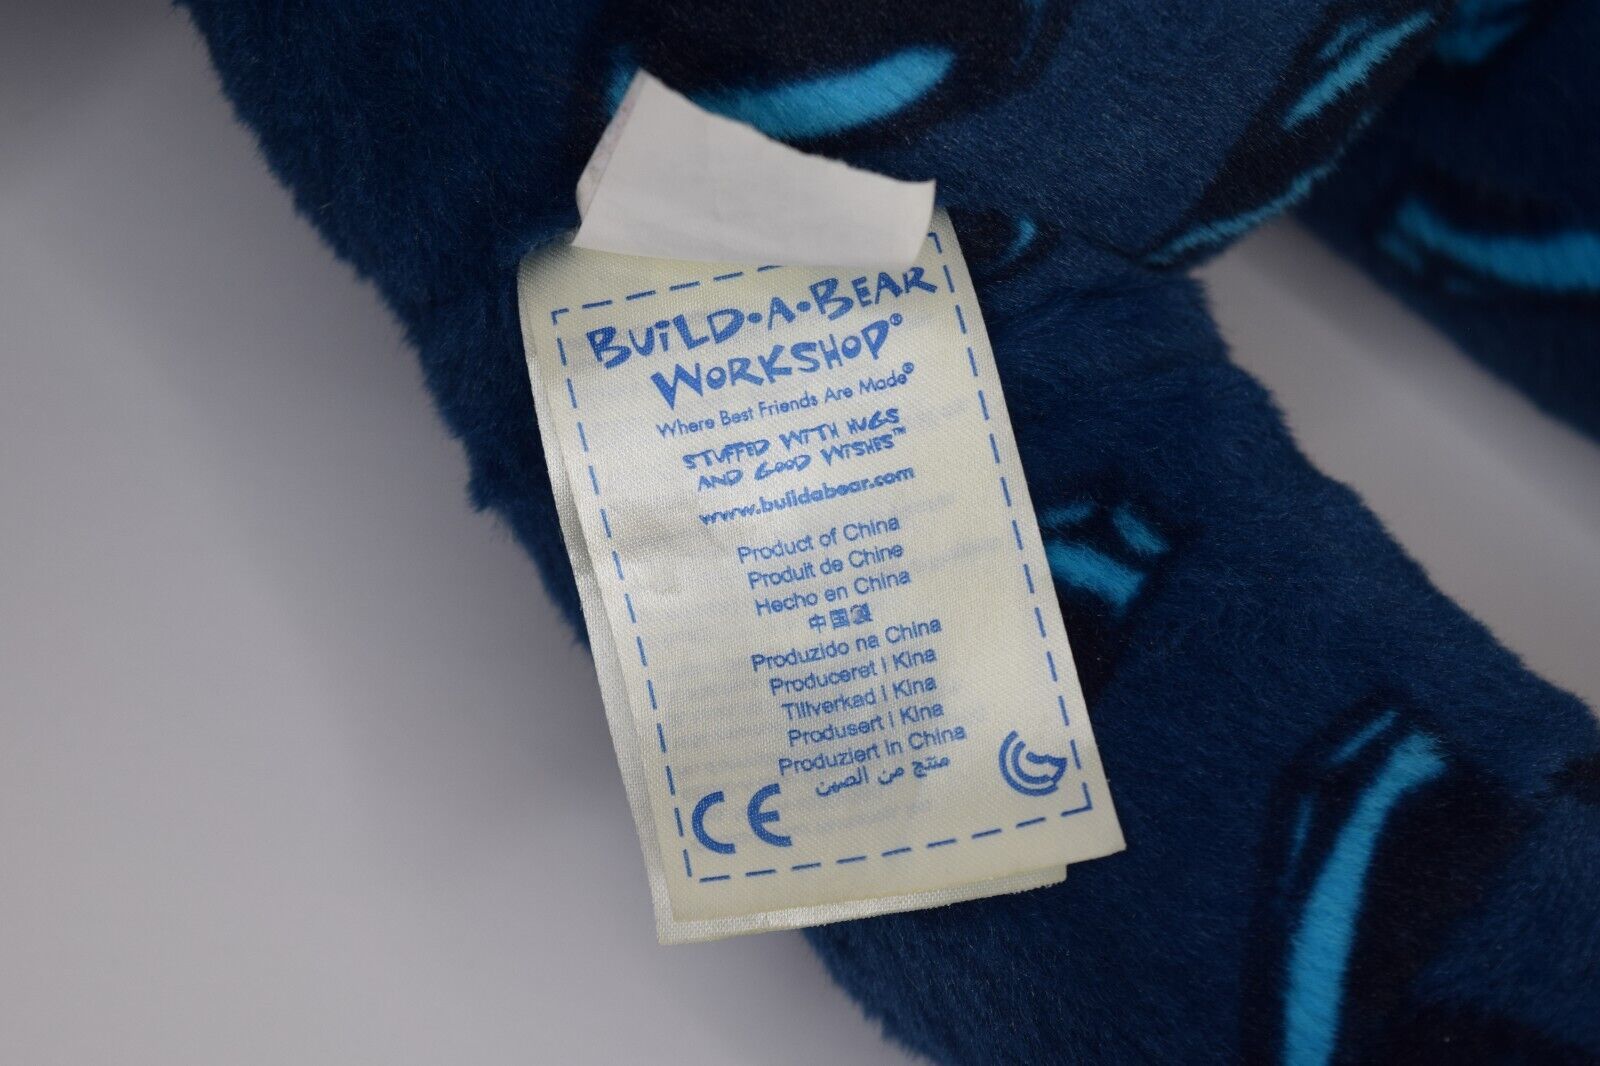 BUiLD•A•BEAR
WORKSHOP®
Where Best Friends Are Made®
STUFFED WITH HUGS
AND GOOD WISHES™
www.buildabear.com
Product of China
Produit de Chine
Hecho en China
中国造
Produzido na China
Produceret i Kina
Tillverkad i Kina
Produsert i Kina
Produziert in China
منتج من الصين
CE